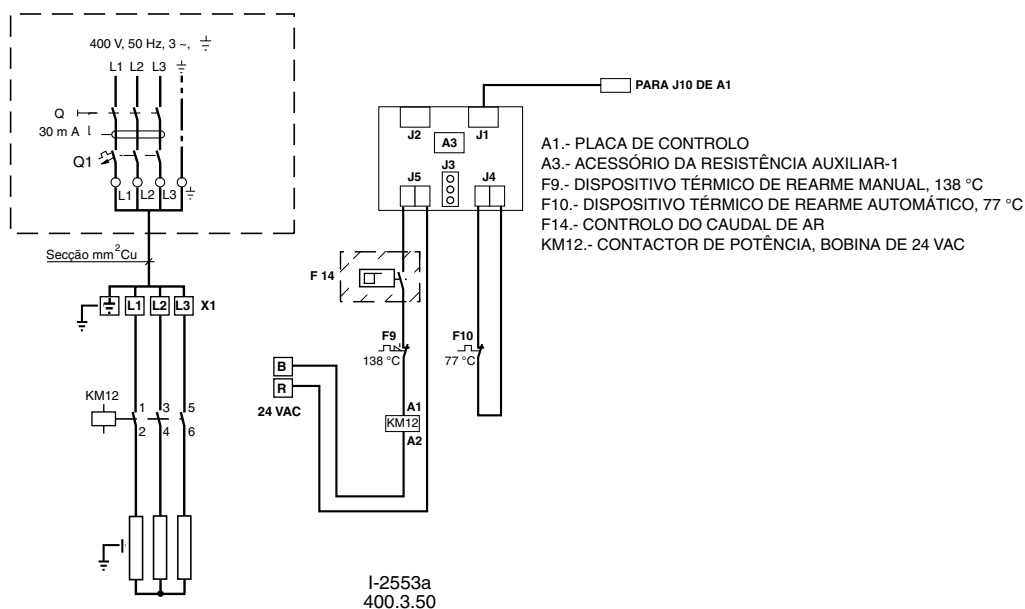 400 V, 50 Hz, 3 ~,
L1 L2 L3
Q
30 m A
Q1
L1 L2 L3
Secção mm²Cu
L1 L2 L3 X1
KM12
1 3 5
2 4 6
PARA J10 DE A1
J2 J1
A3
J3
J5 J4
F 14
F9
138 °C
F10
77 °C
B
R
24 VAC
A1
KM12
A2
A1.- PLACA DE CONTROLO
A3.- ACESSÓRIO DA RESISTÊNCIA AUXILIAR-1
F9.- DISPOSITIVO TÉRMICO DE REARME MANUAL, 138 °C
F10.- DISPOSITIVO TÉRMICO DE REARME AUTOMÁTICO, 77 °C
F14.- CONTROLO DO CAUDAL DE AR
KM12.- CONTACTOR DE POTÊNCIA, BOBINA DE 24 VAC
I-2553a
400.3.50